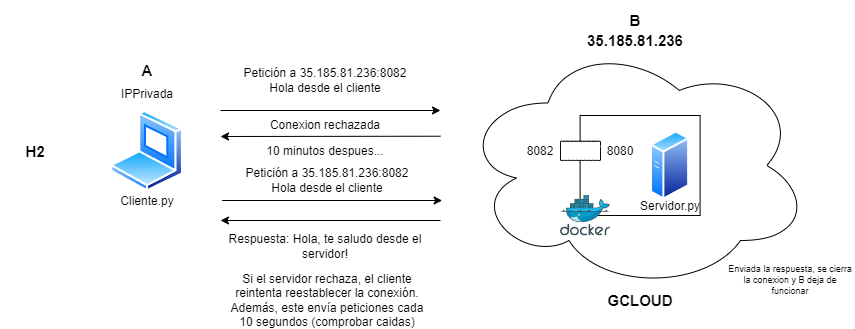 B
35.185.81.236
A
IPPrivada
Petición a 35.185.81.236:8082
Hola desde el cliente
Conexion rechazada
10 minutos despues...
Petición a 35.185.81.236:8082
Hola desde el cliente
H2
Cliente.py
8082
8080
Servidor.py
docker
Respuesta: Hola, te saludo desde el
servidor!
Si el servidor rechaza, el cliente
reintenta reestablecer la conexión.
Además, este envía peticiones cada
10 segundos (comprobar caidas)
Enviada la respuesta, se cierra
la conexion y B deja de
funcionar
GCLOUD